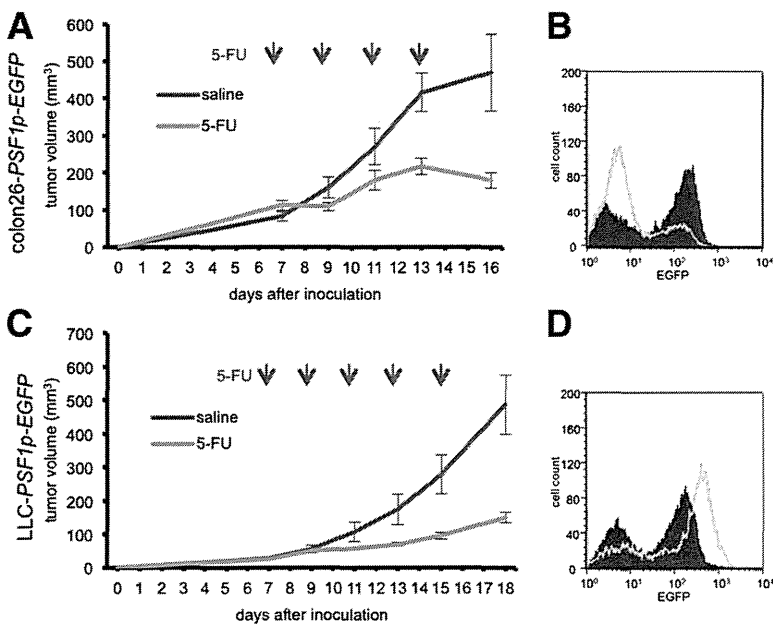 A
colon26-PSF1p-EGFP
tumor volume (mm³)
600
500
400
300
200
100
0
5-FU
saline
5-FU
0 1 2 3 4 5 6 7 8 9 10 11 12 13 14 15 16
days after inoculation
B
cell count
200
160
120
80
40
0
10⁰ 10¹ 10² 10³ 10⁴
EGFP
C
LLC-PSF1p-EGFP
tumor volume (mm³)
700
600
500
400
300
200
100
0
5-FU
saline
5-FU
0 1 2 3 4 5 6 7 8 9 10 11 12 13 14 15 16 17 18
days after inoculation
D
cell count
200
160
120
80
40
0
10⁰ 10¹ 10² 10³ 10⁴
EGFP